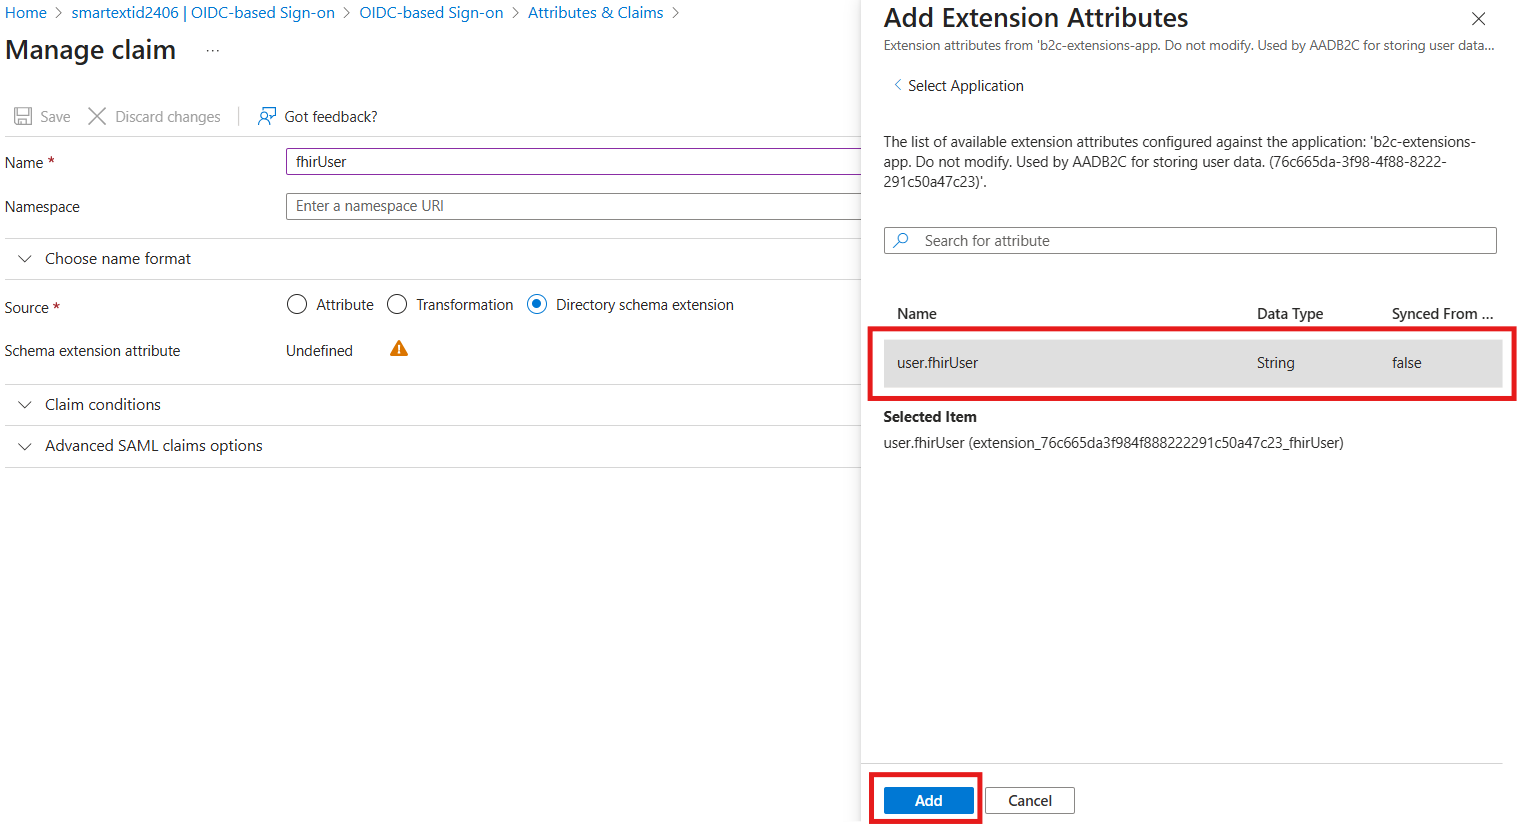 Home > smartextid2406 | OIDC-based Sign-on > OIDC-based Sign-on > Attributes & Claims >
Manage claim ...
Save Discard changes Got feedback?
Name *
fhirUser
Namespace
Enter a namespace URI
Choose name format
Source *
Attribute Transformation Directory schema extension
Schema extension attribute
Undefined
Claim conditions
Advanced SAML claims options
Add Extension Attributes
Extension attributes from 'b2c-extensions-app. Do not modify. Used by AADB2C for storing user data...
< Select Application
The list of available extension attributes configured against the application: 'b2c-extensions-
app. Do not modify. Used by AADB2C for storing user data. (76c665da-3f98-4f88-8222-
291c50a47c23)'.
Search for attribute
Name Data Type Synced From ...
user.fhirUser String false
Selected Item
user.fhirUser (extension_76c665da3f984f888222291c50a47c23_fhirUser)
Add Cancel